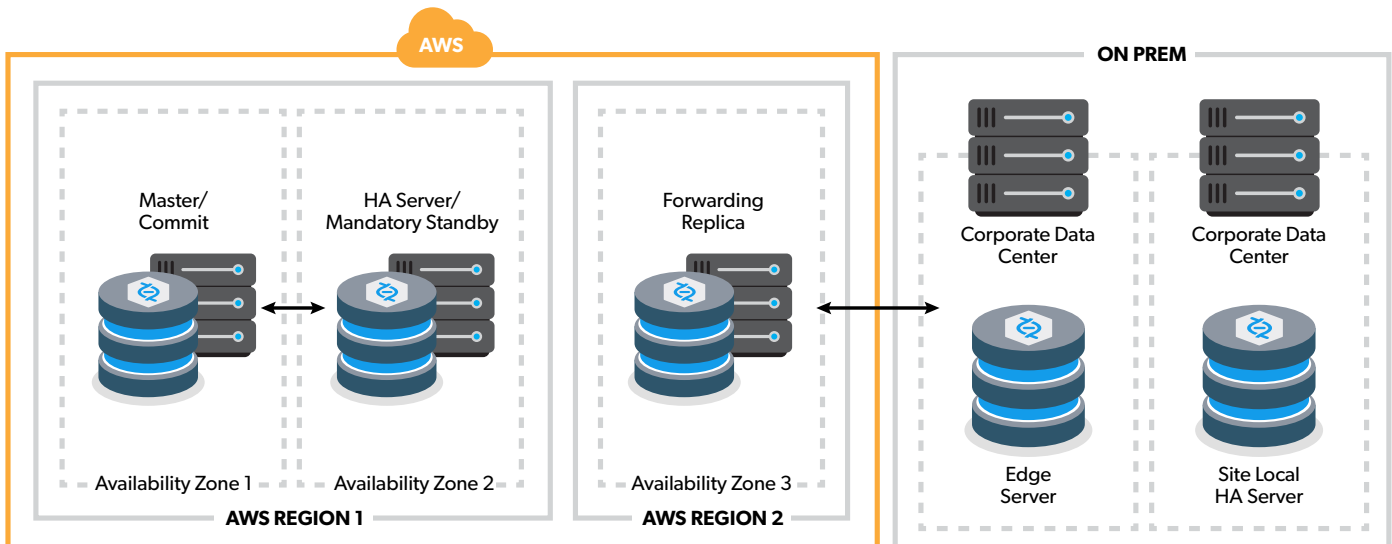 AWS
ON PREM
Master/
Commit
HA Server/
Mandatory Standby
Forwarding
Replica
Corporate Data
Center
Corporate Data
Center
Availability Zone 1
Availability Zone 2
Availability Zone 3
Edge
Server
Site Local
HA Server
AWS REGION 1
AWS REGION 2